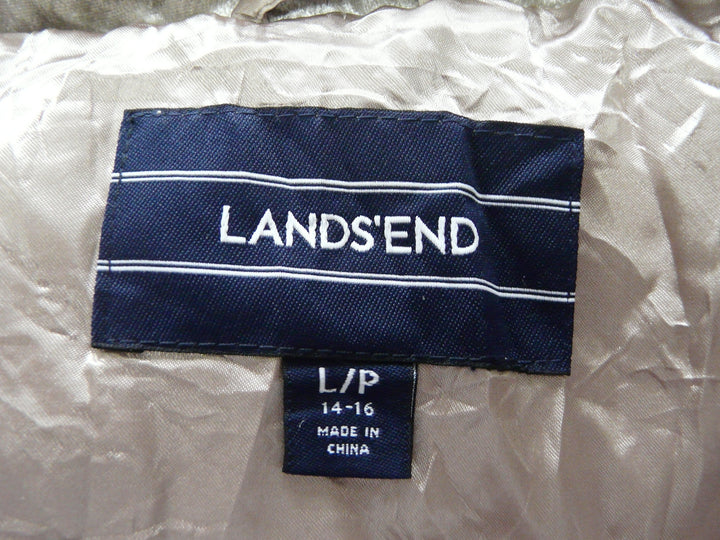 LANDS'END
L/P
14-16
MADE IN
CHINA